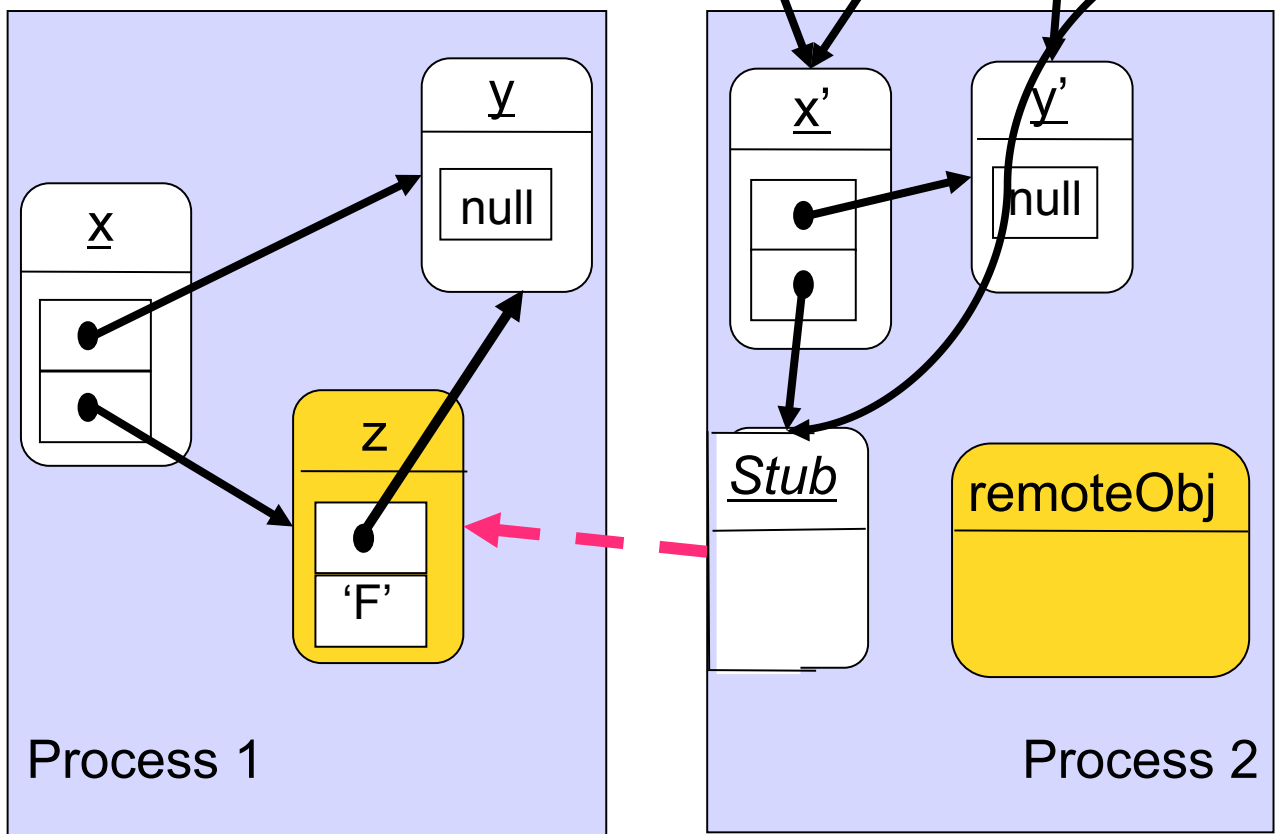 y
null
x
z
‘F’
Process 1
x’
y’
null
Stub
remoteObj
Process 2